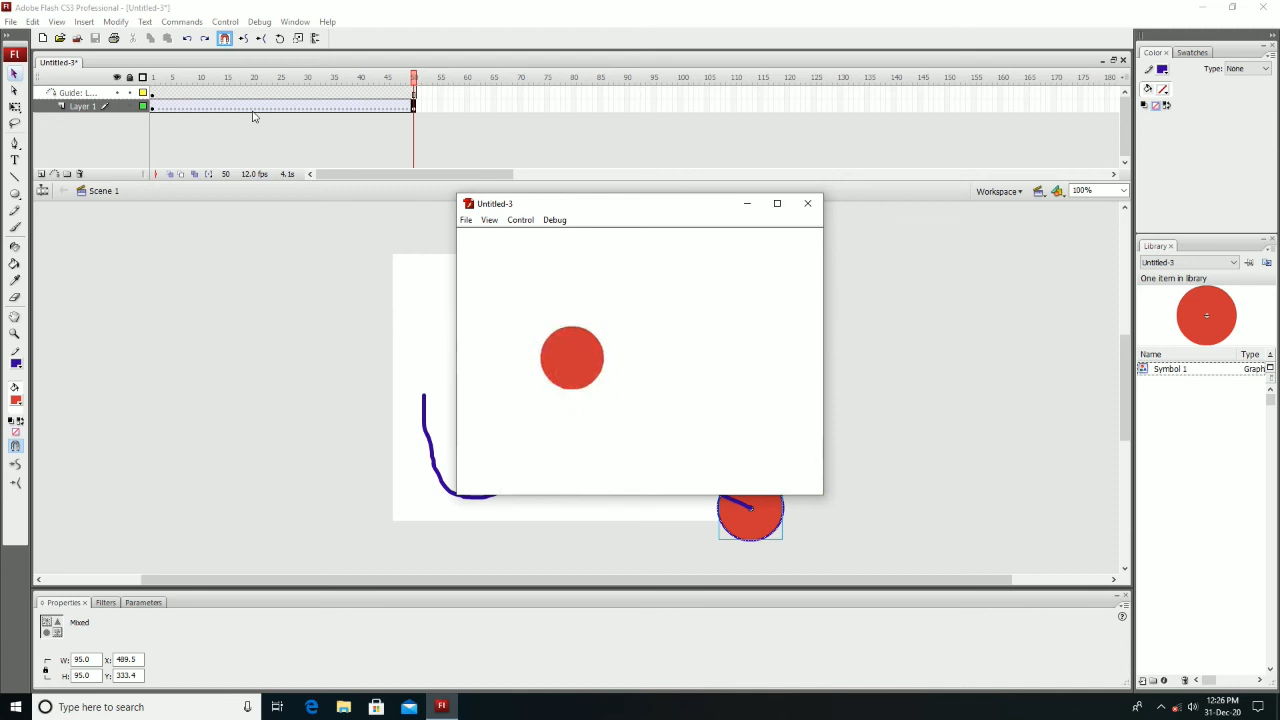 Fl Adobe Flash CS3 Professional - [Untitled-3*]
File Edit View Insert Modify Text Commands Control Debug Window Help
Untitled-3*
Fl
1 5 10 15 20 25 30 35 40 45 50 55 60 65 70 75 80 85 90 95 100 105 110 115 120 125 130 135 140 145 150 155 160 165 170 175 180
Guide: L...
Layer 1
50 12.0 fps 4.1s
Scene 1
Workspace 100%
Untitled-3
File View Control Debug
Color Swatches
Type: None
Library
Untitled-3
One item in library
Name Type
Symbol 1 Graph
Properties Filters Parameters
Mixed
W: 95.0 X: 489.5
H: 95.0 Y: 333.4
Type here to search
12:26 PM
31-Dec-20